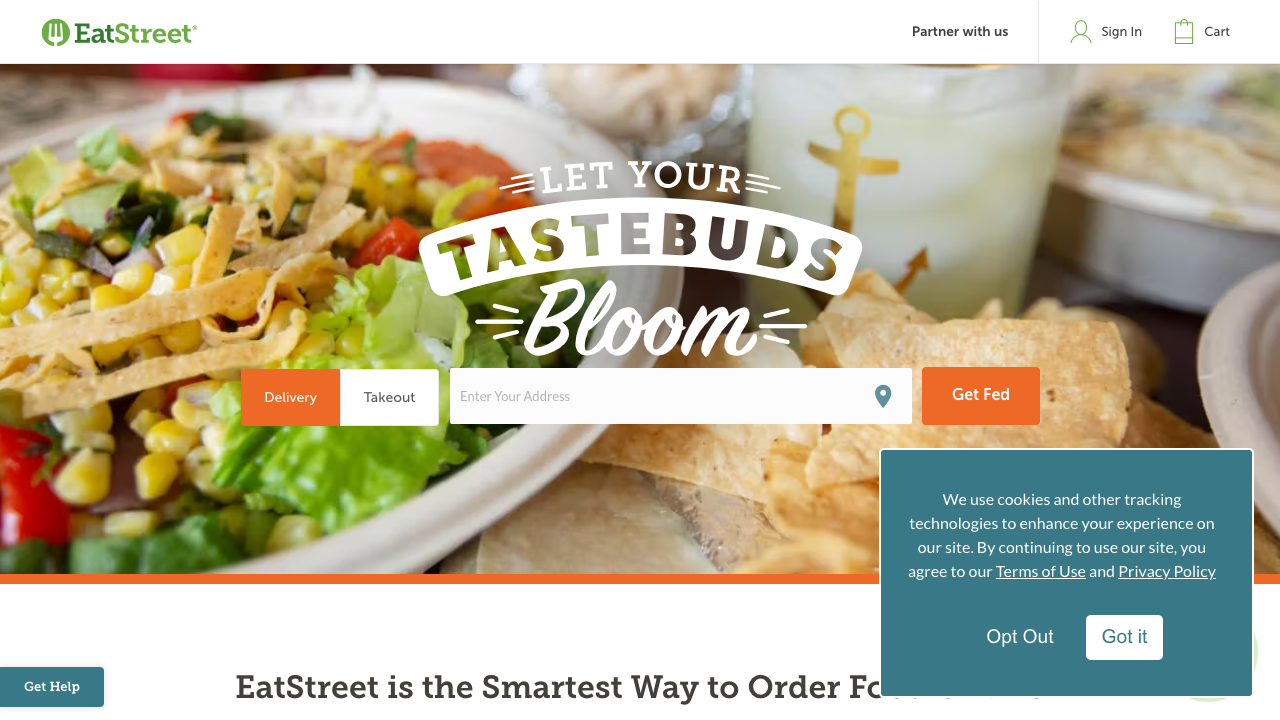 EatStreet®
Partner with us
Sign In
Cart
LET YOUR
TASTEBUDS
Bloom
Delivery
Takeout
Enter Your Address
Get Fed
We use cookies and other tracking
technologies to enhance your experience on
our site. By continuing to use our site, you
agree to our Terms of Use and Privacy Policy
Opt Out
Got it
Get Help
EatStreet is the Smartest Way to Order